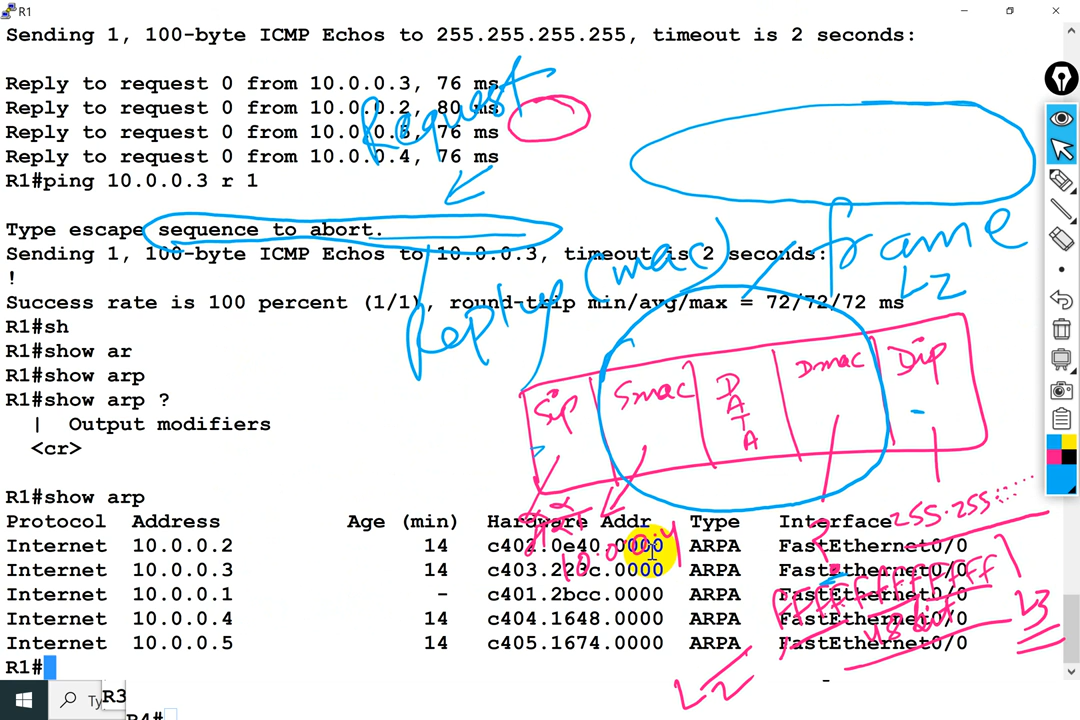 R1
Sending 1, 100-byte ICMP Echos to 255.255.255.255, timeout is 2 seconds:
Reply to request 0 from 10.0.0.3, 76 ms
Reply to request 0 from 10.0.0.2, 80 ms
Reply to request 0 from 10.0.0.5, 76 ms
Reply to request 0 from 10.0.0.4, 76 ms
Request
R1#ping 10.0.0.3 r 1
Type escape sequence to abort.
Sending 1, 100-byte ICMP Echos to 10.0.0.3, timeout is 2 seconds:
!
Success rate is 100 percent (1/1), round-trip min/avg/max = 72/72/72 ms
Reply (mac)
frame
L2
R1#sh
R1#show ar
R1#show arp
R1#show arp ?
| Output modifiers
<cr>
Sip Smac DATA Dmac Dip
R1#show arp
Protocol Address Age (min) Hardware Addr Type Interface
Internet 10.0.0.2 14 c402.0e40.0000 ARPA FastEthernet0/0
Internet 10.0.0.3 14 c403.223c.0000 ARPA FastEthernet0/0
Internet 10.0.0.1 - c401.2bcc.0000 ARPA FastEthernet0/0
Internet 10.0.0.4 14 c404.1648.0000 ARPA FastEthernet0/0
Internet 10.0.0.5 14 c405.1674.0000 ARPA FastEthernet0/0
255.255
48 bit
L3
L2
R1#
Ty
R3
R4#